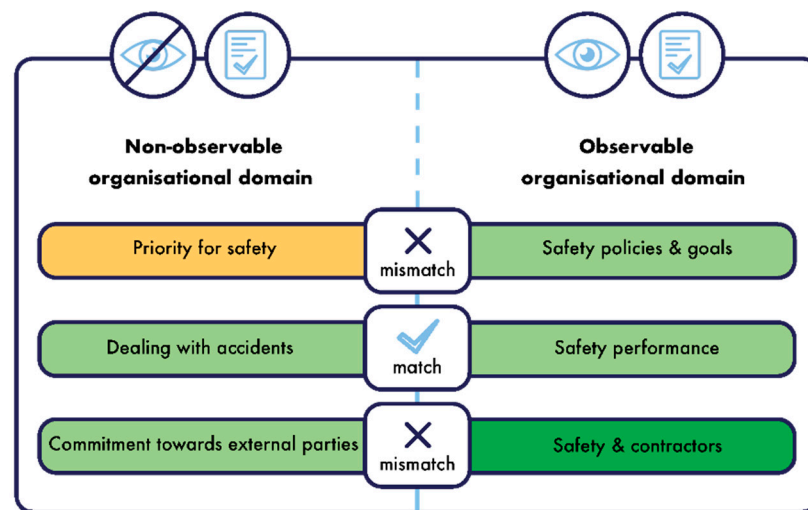 Non-observable
organisational domain
Observable
organisational domain
Priority for safety
mismatch
Safety policies & goals
Dealing with accidents
match
Safety performance
Commitment towards external parties
mismatch
Safety & contractors